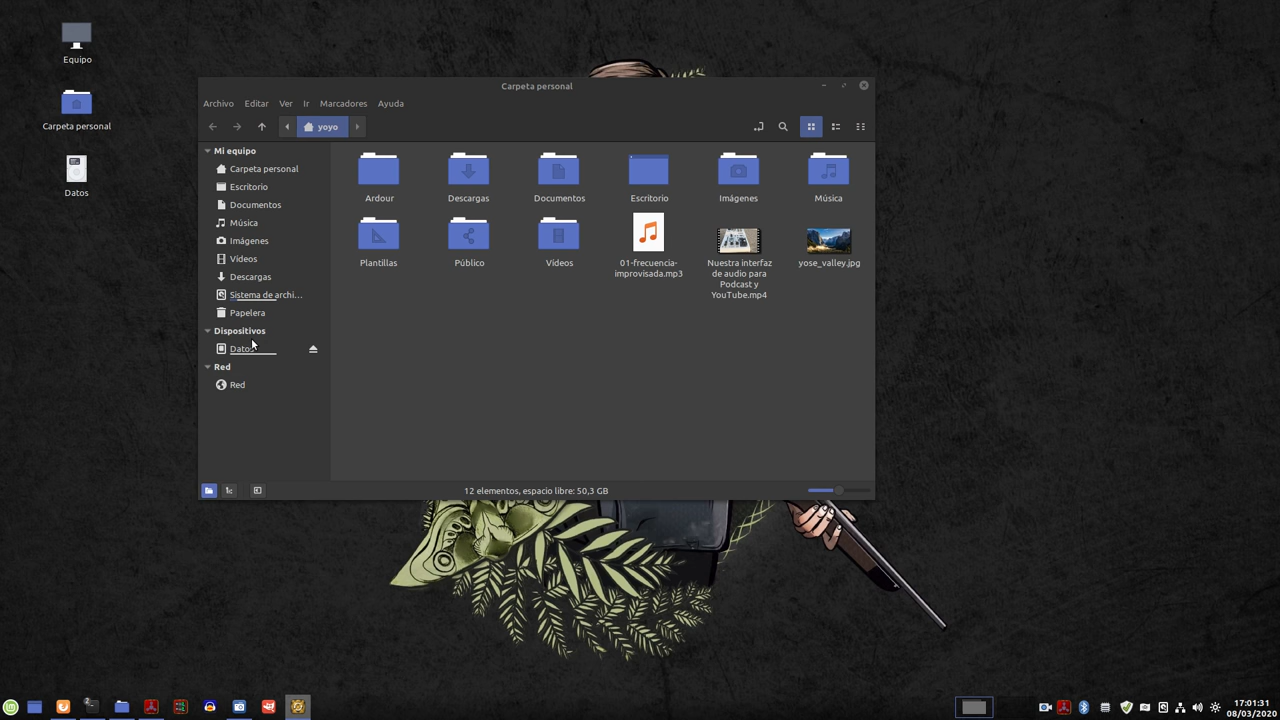 Equipo
Carpeta personal
Datos
Carpeta personal
Archivo Editar Ver Ir Marcadores Ayuda
yoyo
Mi equipo
Carpeta personal
Escritorio
Documentos
Música
Imágenes
Vídeos
Descargas
Sistema de archi...
Papelera
Dispositivos
Datos
Red
Red
Ardour
Descargas
Documentos
Escritorio
Imágenes
Música
Plantillas
Público
Vídeos
01-frecuencia-
improvisada.mp3
Nuestra interfaz
de audio para
Podcast y
YouTube.mp4
yose_valley.jpg
12 elementos, espacio libre: 50,3 GB
17:01:31
08/03/2020